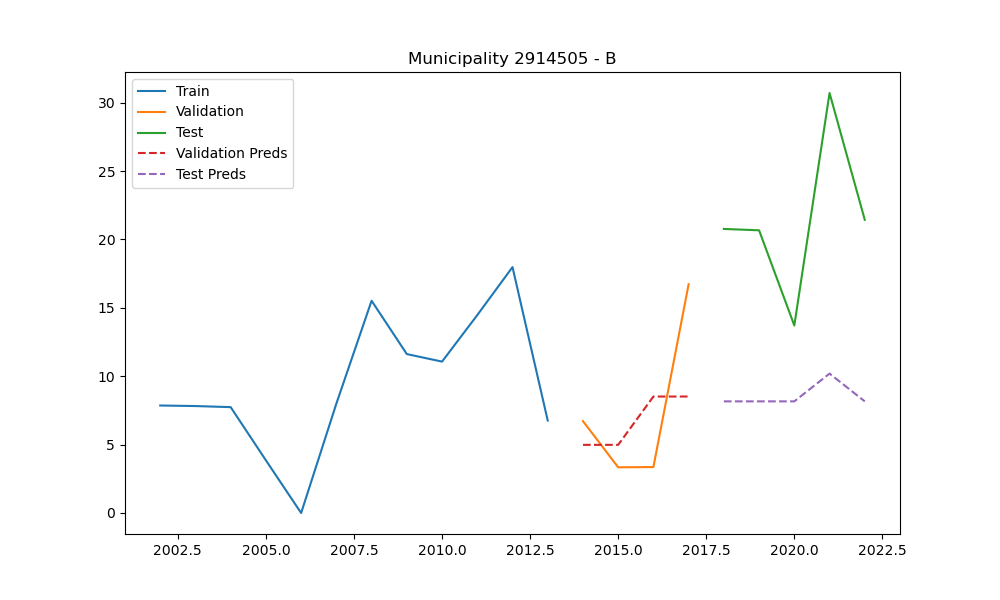 Municipality 2914505 - B
Train
Validation
Test
Validation Preds
Test Preds
30
25
20
15
10
5
0
2002.5 2005.0 2007.5 2010.0 2012.5 2015.0 2017.5 2020.0 2022.5